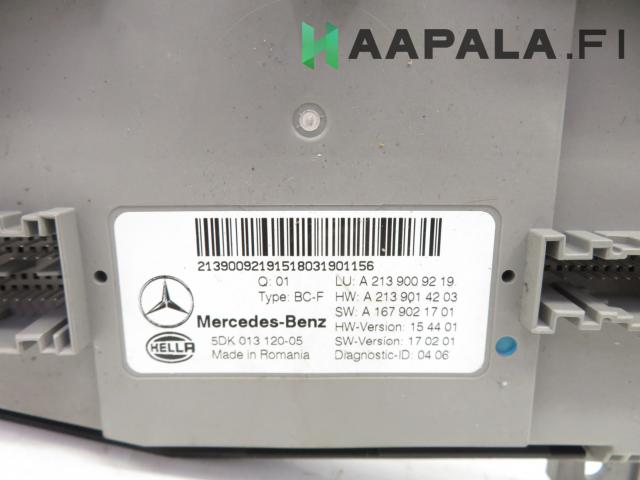 HAAPALA.FI
21390092191518031901156
Q: 01
Type: BC-F
LU: A 213 900 92 19
HW: A 213 901 42 03
SW: A 167 902 17 01
HW-Version: 15 44 01
SW-Version: 17 02 01
Diagnostic-ID: 04 06
Mercedes-Benz
HELLA
5DK 013 120-05
Made in Romania